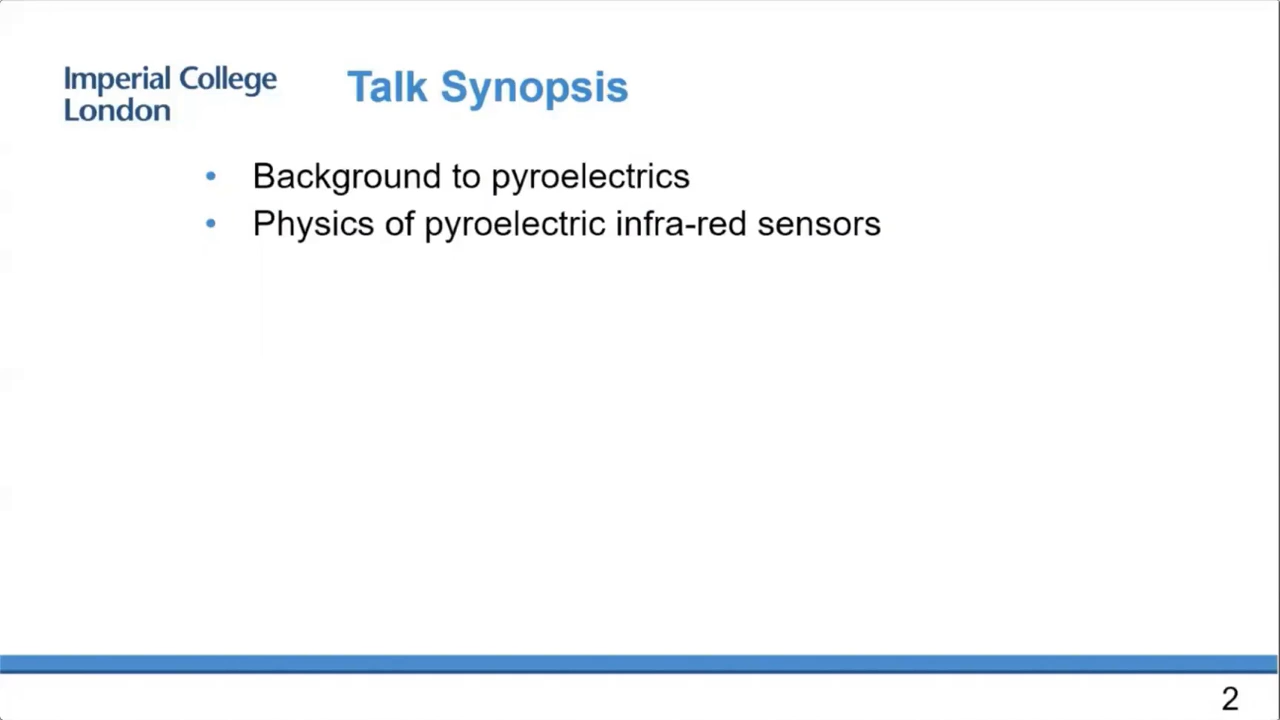 Imperial College
London
Talk Synopsis
• Background to pyroelectrics
• Physics of pyroelectric infra-red sensors
2